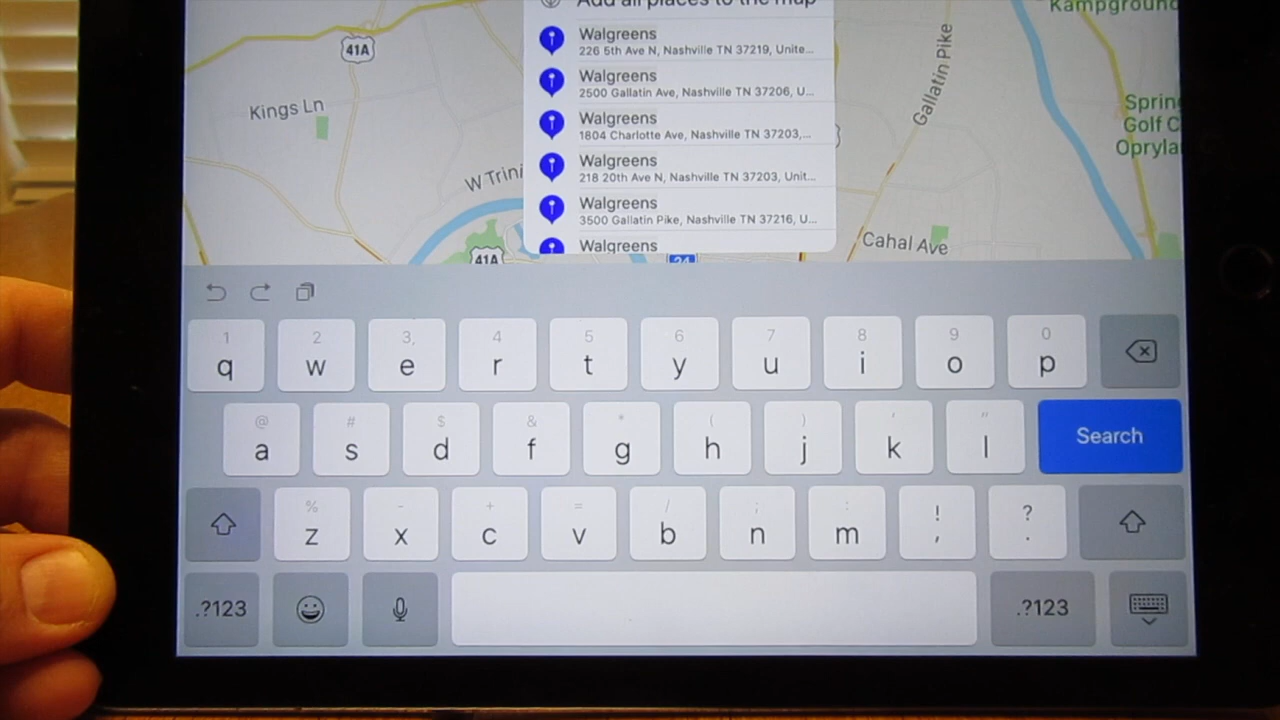 Add all places to the map
Kampground
41A
Walgreens
226 5th Ave N, Nashville TN 37219, Unite...
Walgreens
2500 Gallatin Ave, Nashville TN 37206, U...
Walgreens
1804 Charlotte Ave, Nashville TN 37203,...
Walgreens
218 20th Ave N, Nashville TN 37203, Unit...
Walgreens
3500 Gallatin Pike, Nashville TN 37216, U...
Walgreens
Kings Ln
W Trini
Gallatin Pike
Spring
Golf C
Opryla
Cahal Ave
41A
24
1 2 3, 4 5 6 7 8 9 0
q w e r t y u i o p
@ # $ & * ( ) ' "
a s d f g h j k l Search
% - + = / ; : ! ?
z x c v b n m , .
.?123 .?123